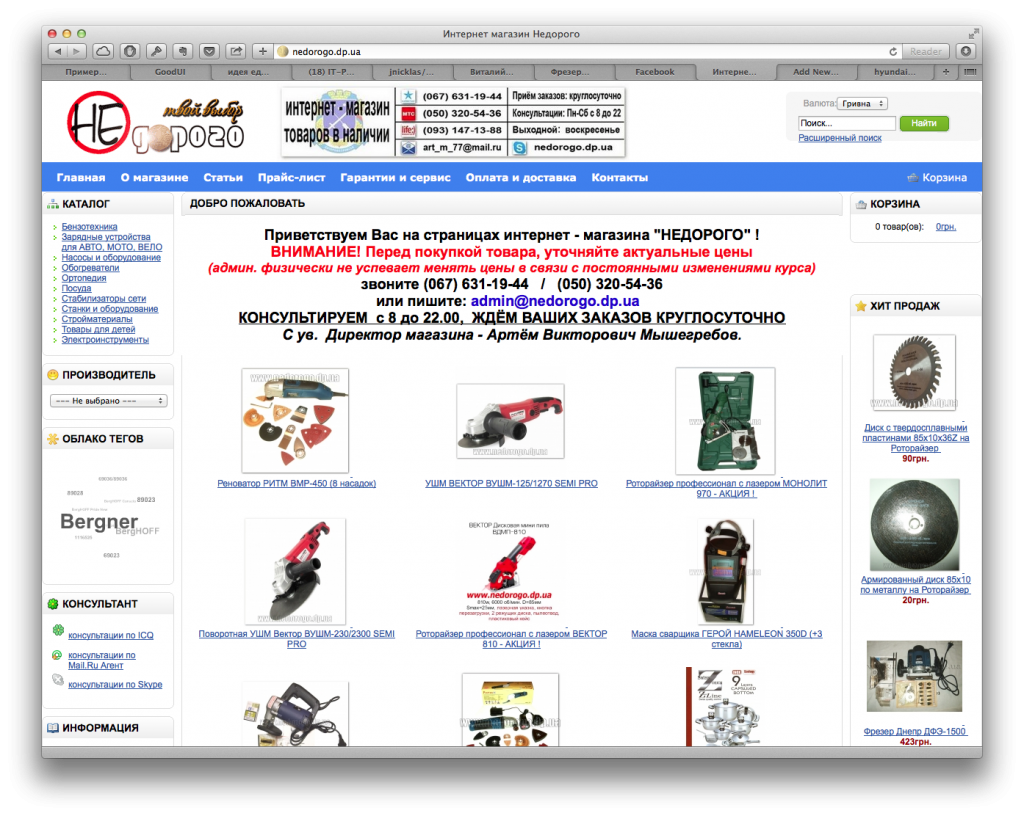 Интернет магазин Недорого
nedorogo.dp.ua
Reader
Пример...
GoodUI
идея ед...
(18) IT-P...
jnicklas/...
Виталий...
Фрезер...
Facebook
Интерне...
Add New...
hyundai...
НЕ дорого
твой выбор
интернет - магазин
товаров в наличии
(067) 631-19-44
Приём заказов: круглосуточно
МТС
(050) 320-54-36
Консультации: Пн-Сб с 8 до 22
life:)
(093) 147-13-88
Выходной: воскресенье
art_m_77@mail.ru
nedorogo.dp.ua
Валюта: Гривна
Поиск...
Найти
Расширенный поиск
Главная
О магазине
Статьи
Прайс-лист
Гарантии и сервис
Оплата и доставка
Контакты
Корзина
КАТАЛОГ
Бензотехника
Зарядные устройства
для АВТО, МОТО, ВЕЛО
Насосы и оборудование
Обогреватели
Ортопедия
Посуда
Стабилизаторы сети
Станки и оборудование
Стройматериалы
Товары для детей
Электроинструменты
ПРОИЗВОДИТЕЛЬ
--- Не выбрано ---
ОБЛАКО ТЕГОВ
89028
89023
Bergner
BergHOFF
69023
КОНСУЛЬТАНТ
консультации по ICQ
консультации по
Mail.Ru Агент
консультации по Skype
ИНФОРМАЦИЯ
ДОБРО ПОЖАЛОВАТЬ
Приветствуем Вас на страницах интернет - магазина "НЕДОРОГО" !
ВНИМАНИЕ! Перед покупкой товара, уточняйте актуальные цены
(админ. физически не успевает менять цены в связи с постоянными изменениями курса)
звоните (067) 631-19-44 / (050) 320-54-36
или пишите: admin@nedorogo.dp.ua
КОНСУЛЬТИРУЕМ с 8 до 22.00, ЖДЁМ ВАШИХ ЗАКАЗОВ КРУГЛОСУТОЧНО
С ув. Директор магазина - Артём Викторович Мышегребов.
www.nedorogo.dp.ua
Реноватор РИТМ ВМР-450 (8 насадок)
УШМ ВЕКТОР ВУШМ-125/1270 SEMI PRO
Роторайзер профессионал с лазером МОНОЛИТ
970 - АКЦИЯ !
ВЕКТОР Дисковая мини пила
ВДМП-810
www.nedorogo.dp.ua
Поворотная УШМ Вектор ВУШМ-230/2300 SEMI
PRO
Роторайзер профессионал с лазером ВЕКТОР
810 - АКЦИЯ !
Маска сварщика ГЕРОЙ HAMELEON 350D (+3
стекла)
9
КОРЗИНА
0 товар(ов):
0грн.
ХИТ ПРОДАЖ
Диск с твердосплавными
пластинами 85х10х36Z на
Роторайзер
90грн.
Армированный диск 85х10
по металлу на Роторайзер
20грн.
Фрезер Днепр ДФЭ-1500
423грн.